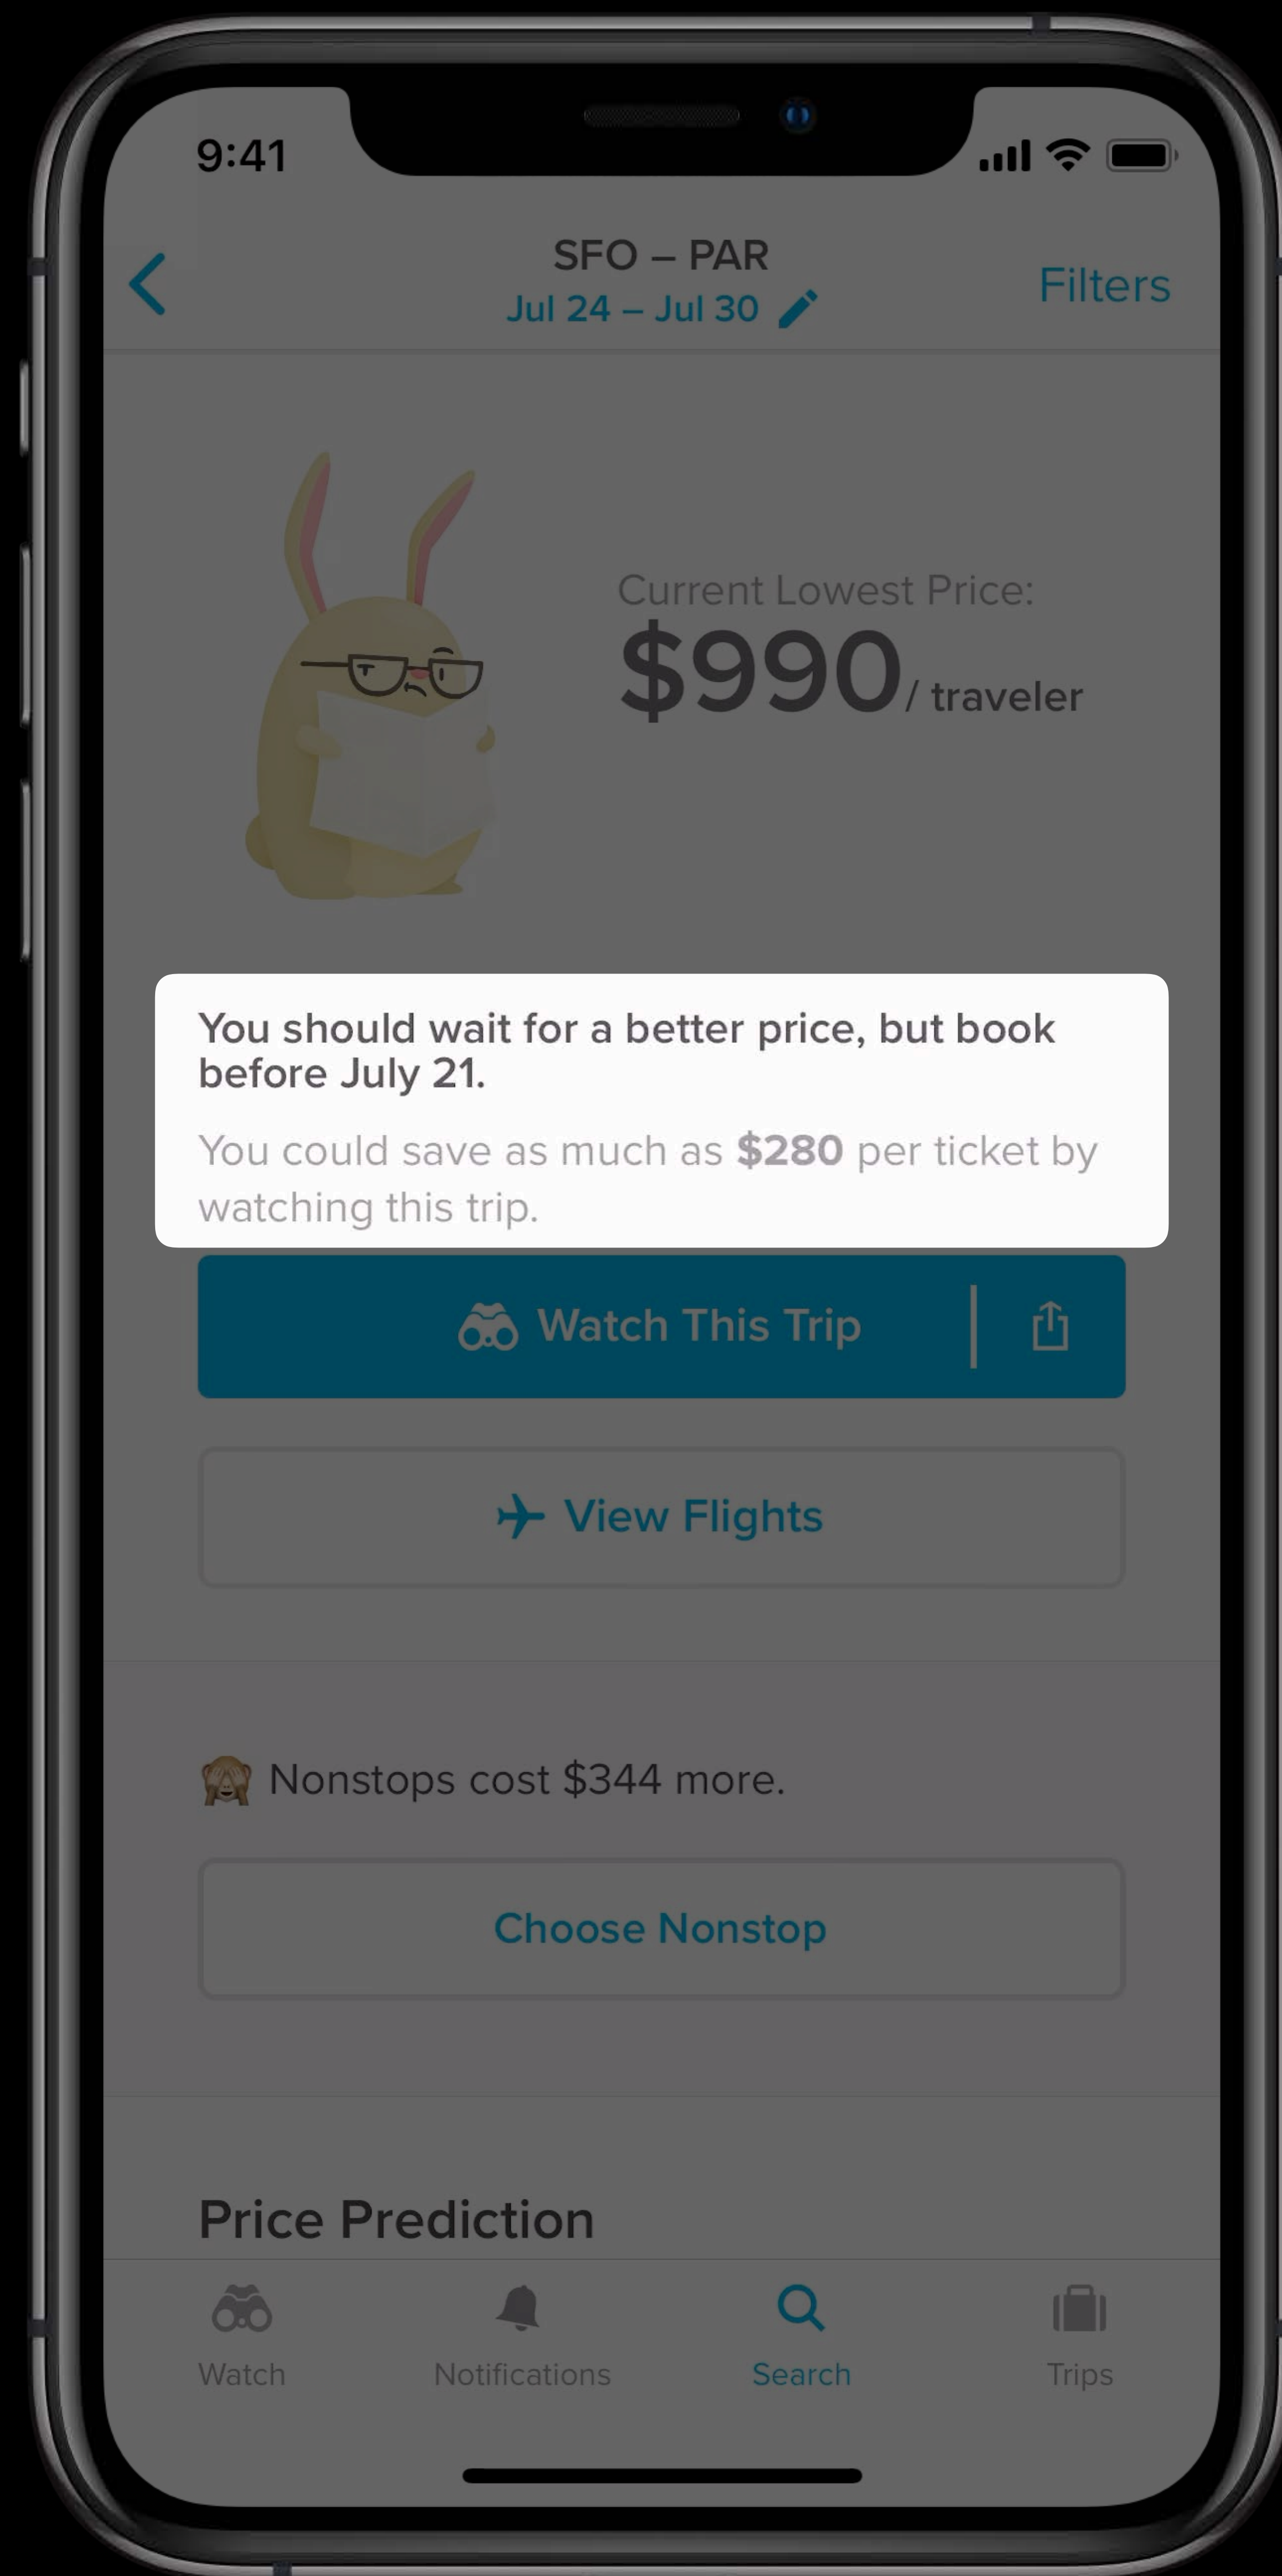 9:41
SFO – PAR
Jul 24 – Jul 30
Filters
Current Lowest Price:
$990/ traveler
You should wait for a better price, but book
before July 21.
You could save as much as $280 per ticket by
watching this trip.
Watch This Trip
View Flights
🙈 Nonstops cost $344 more.
Choose Nonstop
Price Prediction
Watch
Notifications
Search
Trips